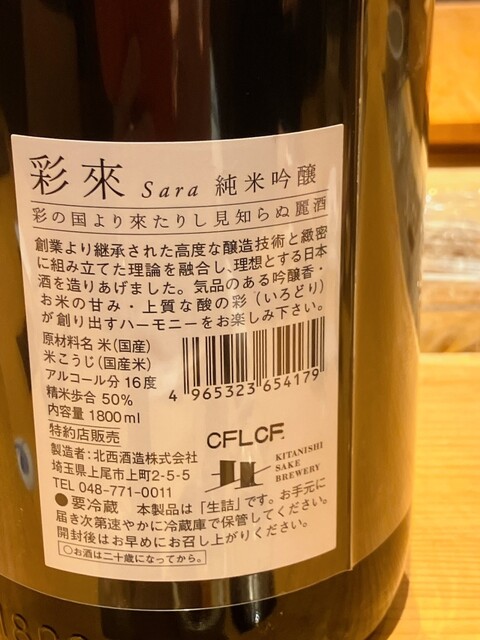 彩來 Sara 純米吟醸
彩の国より來たりし見知らぬ麗酒
創業より継承された高度な醸造技術と緻密
に組み立てた理論を融合し、理想とする日本
酒を造りあげました。気品のある吟醸香・
お米の甘み・上質な酸の彩（いろどり）
が創り出すハーモニーをお楽しみ下さい。
原材料名 米（国産）
米こうじ（国産米）
アルコール分 16度
精米歩合 50%
内容量 1800ml
4 965323 654179
特約店販売
製造者：北西酒造株式会社
埼玉県上尾市上町2-5-5
TEL 048-771-0011
CFLCF.
KITANISHI
SAKE
BREWERY
●要冷蔵 本製品は「生詰」です。お手元に
届き次第速やかに冷蔵庫で保管してください。
開封後はお早めにお召し上がりください。
○お酒は二十歳になってから。